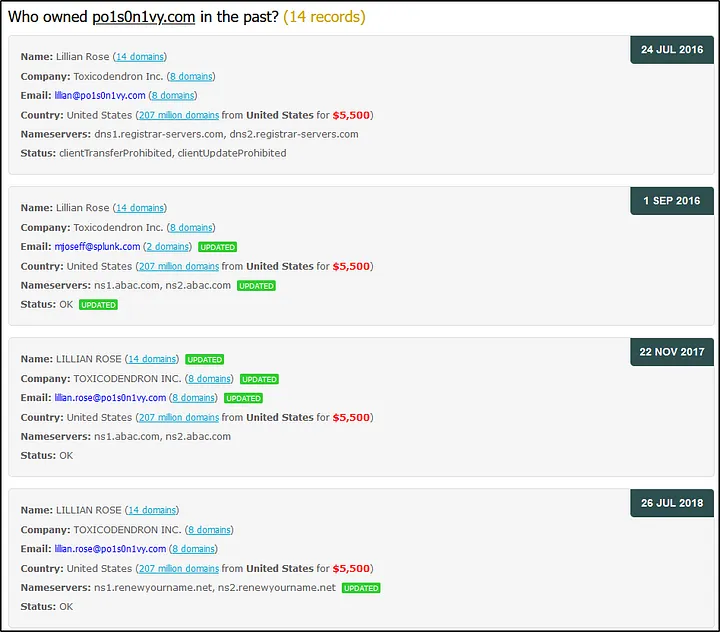 Who owned po1s0n1vy.com in the past? (14 records)
24 JUL 2016
Name: Lillian Rose (14 domains)
Company: Toxicodendron Inc. (8 domains)
Email: lillian@po1s0n1vy.com (8 domains)
Country: United States (207 million domains from United States for $5,500)
Nameservers: dns1.registrar-servers.com, dns2.registrar-servers.com
Status: clientTransferProhibited, clientUpdateProhibited
1 SEP 2016
Name: Lillian Rose (14 domains)
Company: Toxicodendron Inc. (8 domains)
Email: mjoseff@splunk.com (2 domains) UPDATED
Country: United States (207 million domains from United States for $5,500)
Nameservers: ns1.abac.com, ns2.abac.com UPDATED
Status: OK UPDATED
22 NOV 2017
Name: LILLIAN ROSE (14 domains) UPDATED
Company: TOXICODENDRON INC. (8 domains) UPDATED
Email: lillian.rose@po1s0n1vy.com (8 domains) UPDATED
Country: United States (207 million domains from United States for $5,500)
Nameservers: ns1.abac.com, ns2.abac.com
Status: OK
26 JUL 2018
Name: LILLIAN ROSE (14 domains)
Company: TOXICODENDRON INC. (8 domains)
Email: lillian.rose@po1s0n1vy.com (8 domains)
Country: United States (207 million domains from United States for $5,500)
Nameservers: ns1.renewyourname.net, ns2.renewyourname.net UPDATED
Status: OK